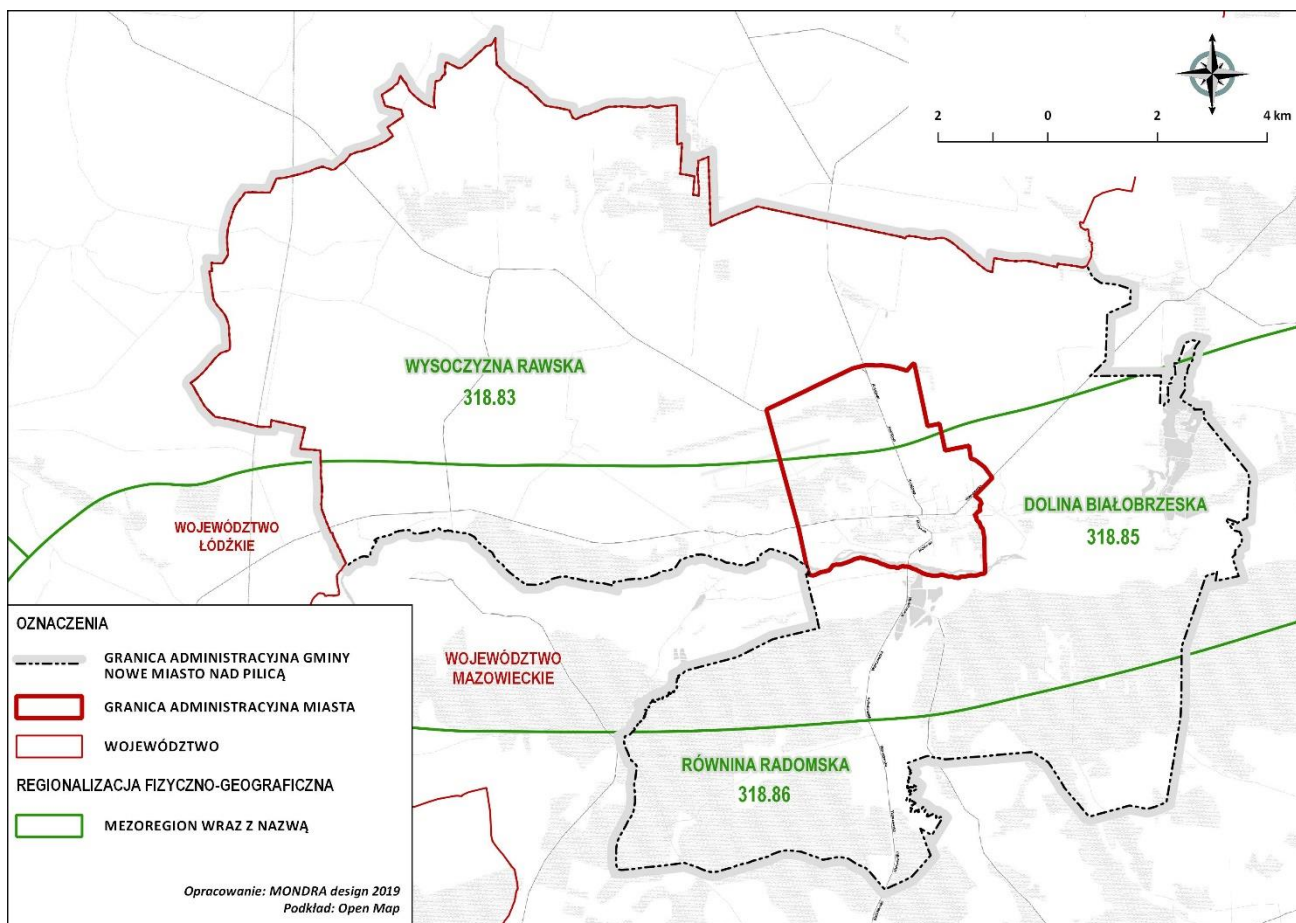 2 0 2 4 km
WYSOCZYZNA RAWSKA
318.83
DOLINA BIAŁOBRZESKA
318.85
WOJEWÓDZTWO
ŁÓDZKIE
WOJEWÓDZTWO
MAZOWIECKIE
RÓWNINA RADOMSKA
318.86
OZNACZENIA
GRANICA ADMINISTRACYJNA GMINY
NOWE MIASTO NAD PILICĄ
GRANICA ADMINISTRACYJNA MIASTA
WOJEWÓDZTWO
REGIONALIZACJA FIZYCZNO-GEOGRAFICZNA
MEZOREGION WRAZ Z NAZWĄ
Opracowanie: MONDRA design 2019
Podkład: Open Map